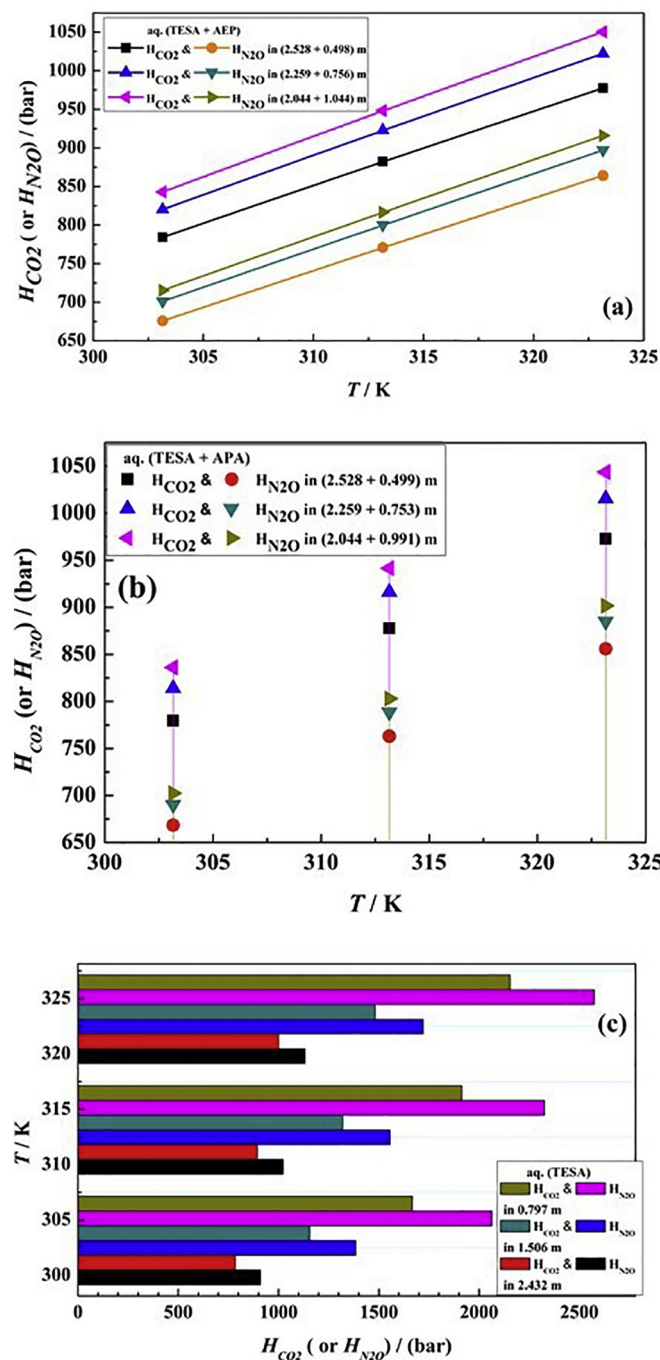 1050
1000
950
900
850
800
750
700
650
H_CO2 (or H_N2O) / (bar)
aq. (TESA + AEP)
H_CO2 & H_N2O in (2.528 + 0.498) m
H_CO2 & H_N2O in (2.259 + 0.756) m
H_CO2 & H_N2O in (2.044 + 1.044) m
(a)
300 305 310 315 320 325
T / K
1050
1000
950
900
850
800
750
700
650
H_CO2 (or H_N2O) / (bar)
aq. (TESA + APA)
H_CO2 & H_N2O in (2.528 + 0.499) m
H_CO2 & H_N2O in (2.259 + 0.753) m
H_CO2 & H_N2O in (2.044 + 0.991) m
(b)
300 305 310 315 320 325
T / K
325
320
315
310
305
300
T / K
(c)
aq. (TESA)
H_CO2 & H_N2O
in 0.797 m
H_CO2 & H_N2O
in 1.506 m
H_CO2 & H_N2O
in 2.432 m
0 500 1000 1500 2000 2500
H_CO2 ( or H_N2O) / (bar)